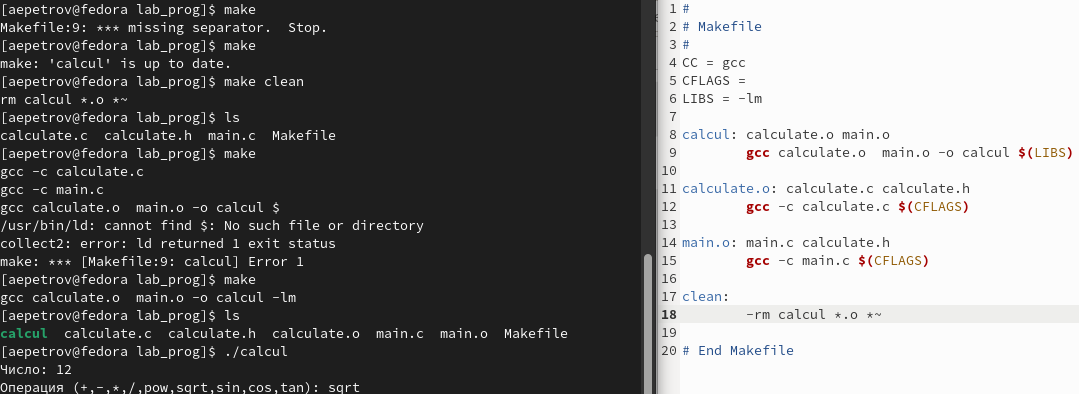 [aepetrov@fedora lab_prog]$ make
Makefile:9: *** missing separator.  Stop.
[aepetrov@fedora lab_prog]$ make
make: 'calcul' is up to date.
[aepetrov@fedora lab_prog]$ make clean
rm calcul *.o *~
[aepetrov@fedora lab_prog]$ ls
calculate.c  calculate.h  main.c  Makefile
[aepetrov@fedora lab_prog]$ make
gcc -c calculate.c
gcc -c main.c
gcc calculate.o  main.o -o calcul $
/usr/bin/ld: cannot find $: No such file or directory
collect2: error: ld returned 1 exit status
make: *** [Makefile:9: calcul] Error 1
[aepetrov@fedora lab_prog]$ make
gcc calculate.o  main.o -o calcul -lm
[aepetrov@fedora lab_prog]$ ls
calcul  calculate.c  calculate.h  calculate.o  main.c  main.o  Makefile
[aepetrov@fedora lab_prog]$ ./calcul
Число: 12
Операция (+,-,*,/,pow,sqrt,sin,cos,tan): sqrt
1 #
2 # Makefile
3 #
4 CC = gcc
5 CFLAGS =
6 LIBS = -lm
7
8 calcul: calculate.o main.o
9         gcc calculate.o  main.o -o calcul $(LIBS)
10
11 calculate.o: calculate.c calculate.h
12         gcc -c calculate.c $(CFLAGS)
13
14 main.o: main.c calculate.h
15         gcc -c main.c $(CFLAGS)
16
17 clean:
18         -rm calcul *.o *~
19
20 # End Makefile